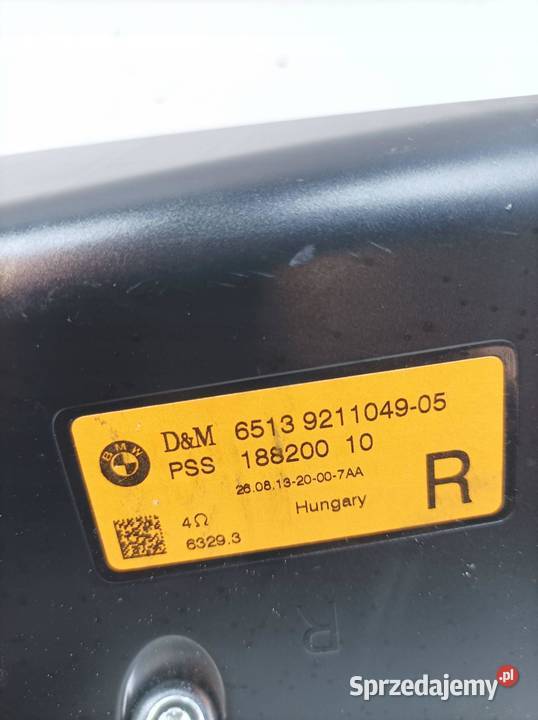 BMW
D&M 6513 9211049-05
PSS 188200 10
26.08.13-20-00-7AA
R
4Ω Hungary
6329.3
R
Sprzedajemy.pl